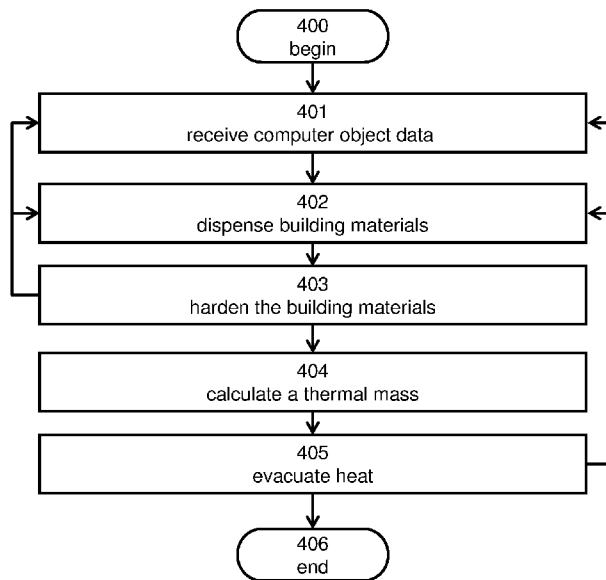 400
begin
401
receive computer object data
402
dispense building materials
403
harden the building materials
404
calculate a thermal mass
405
evacuate heat
406
end